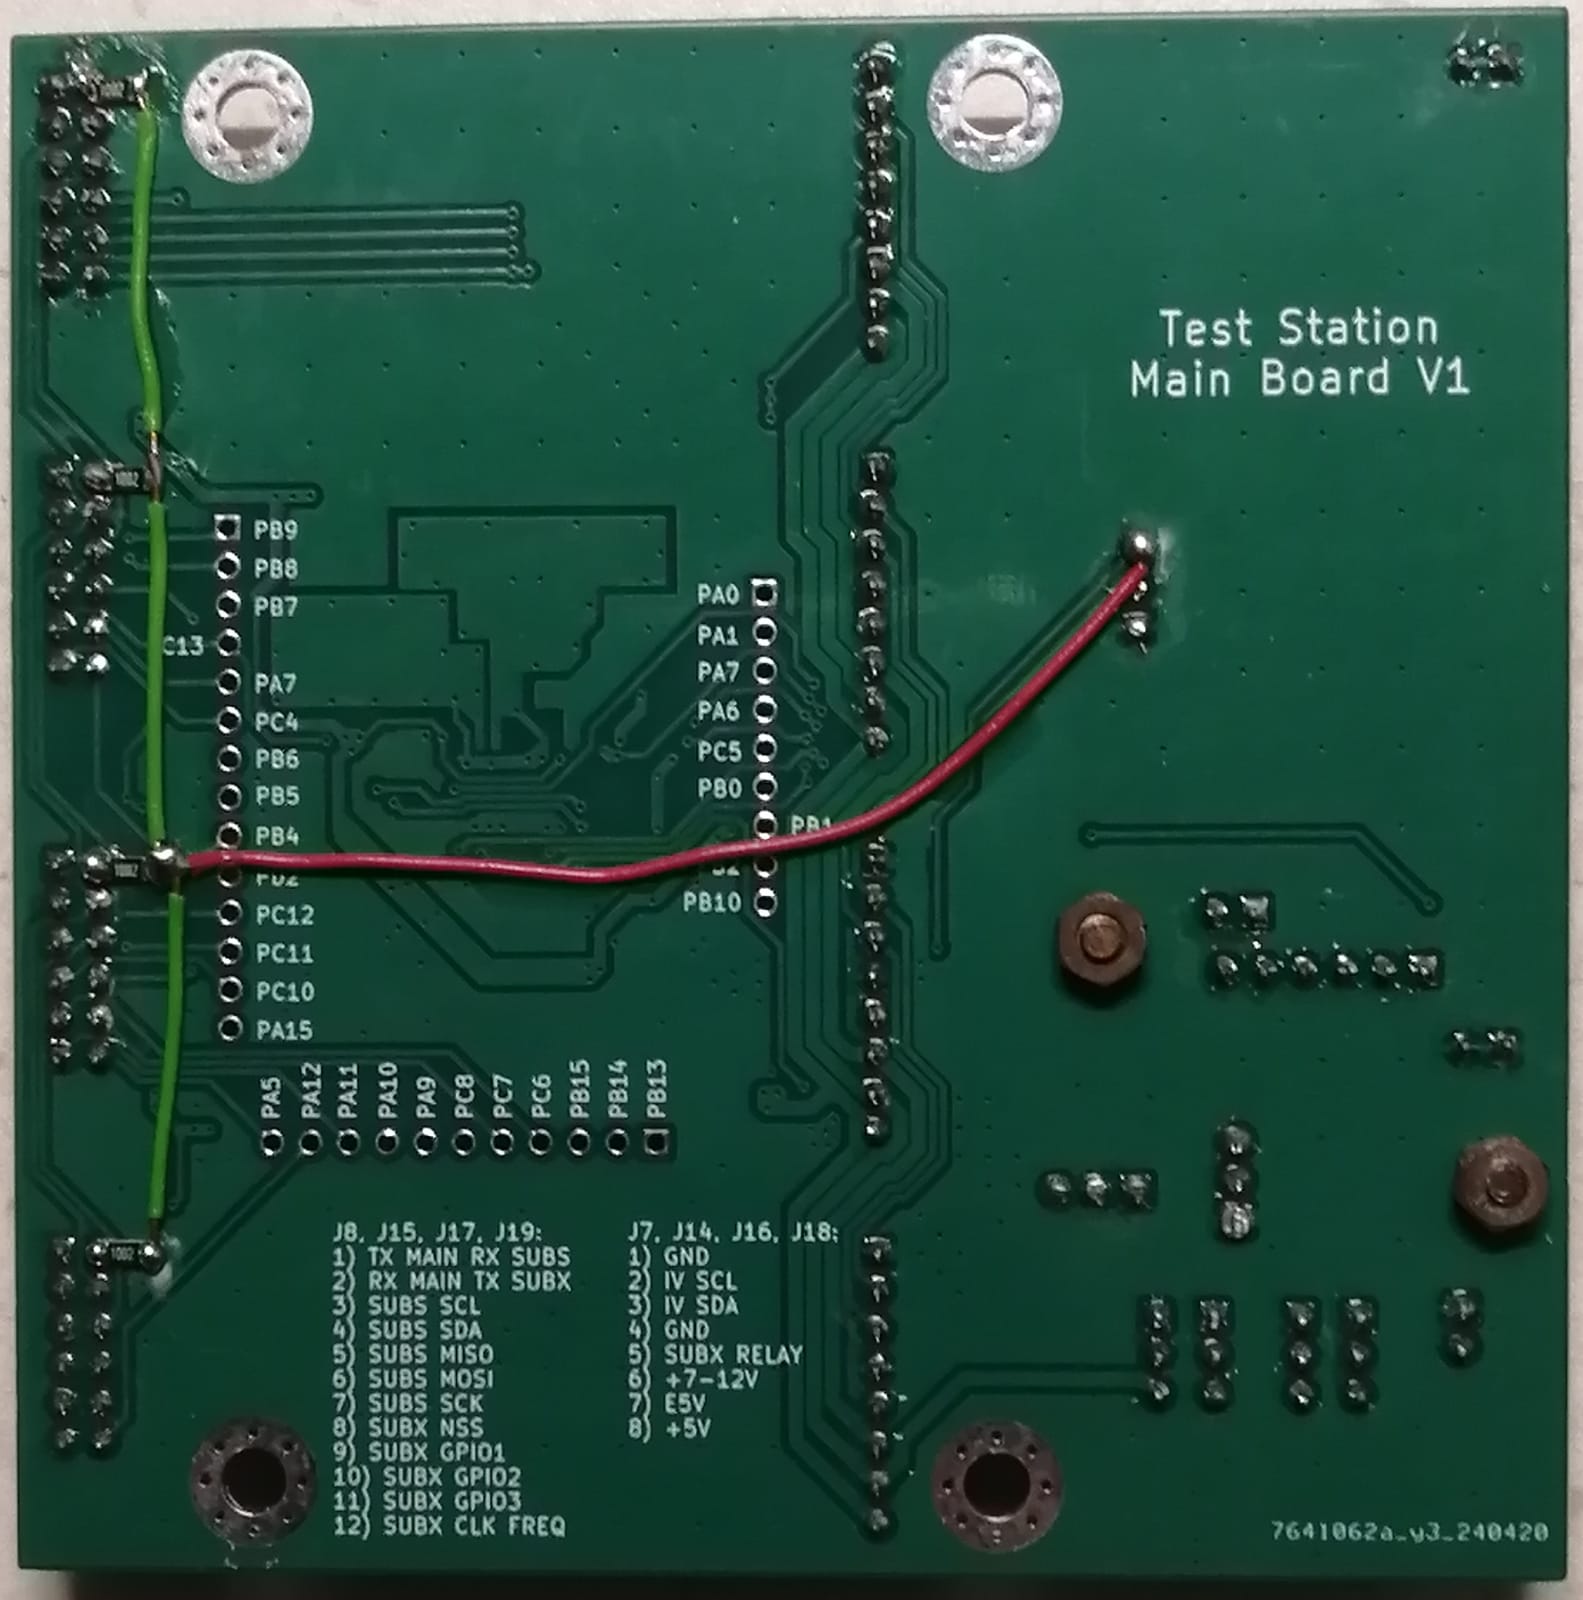 1002
Test Station
Main Board V1
1002
PB9
PB8
PB7
C13
PA7
PC4
PB6
PB5
PB4
PC12
PC11
PC10
PA15
PA0
PA1
PA7
PA6
PC5
PB0
PB1
PB10
1002
PA5
PA12
PA11
PA10
PA9
PC8
PC7
PC6
PB15
PB14
PB13
1002
J8, J15, J17, J19:
1) TX MAIN RX SUBS
2) RX MAIN TX SUBX
3) SUBS SCL
4) SUBS SDA
5) SUBS MISO
6) SUBS MOSI
7) SUBS SCK
8) SUBX NSS
9) SUBX GPIO1
10) SUBX GPIO2
11) SUBX GPIO3
12) SUBX CLK FREQ
J7, J14, J16, J18:
1) GND
2) IV SCL
3) IV SDA
4) GND
5) SUBX RELAY
6) +7-12V
7) E5V
8) +5V
7641062a_y3_240420